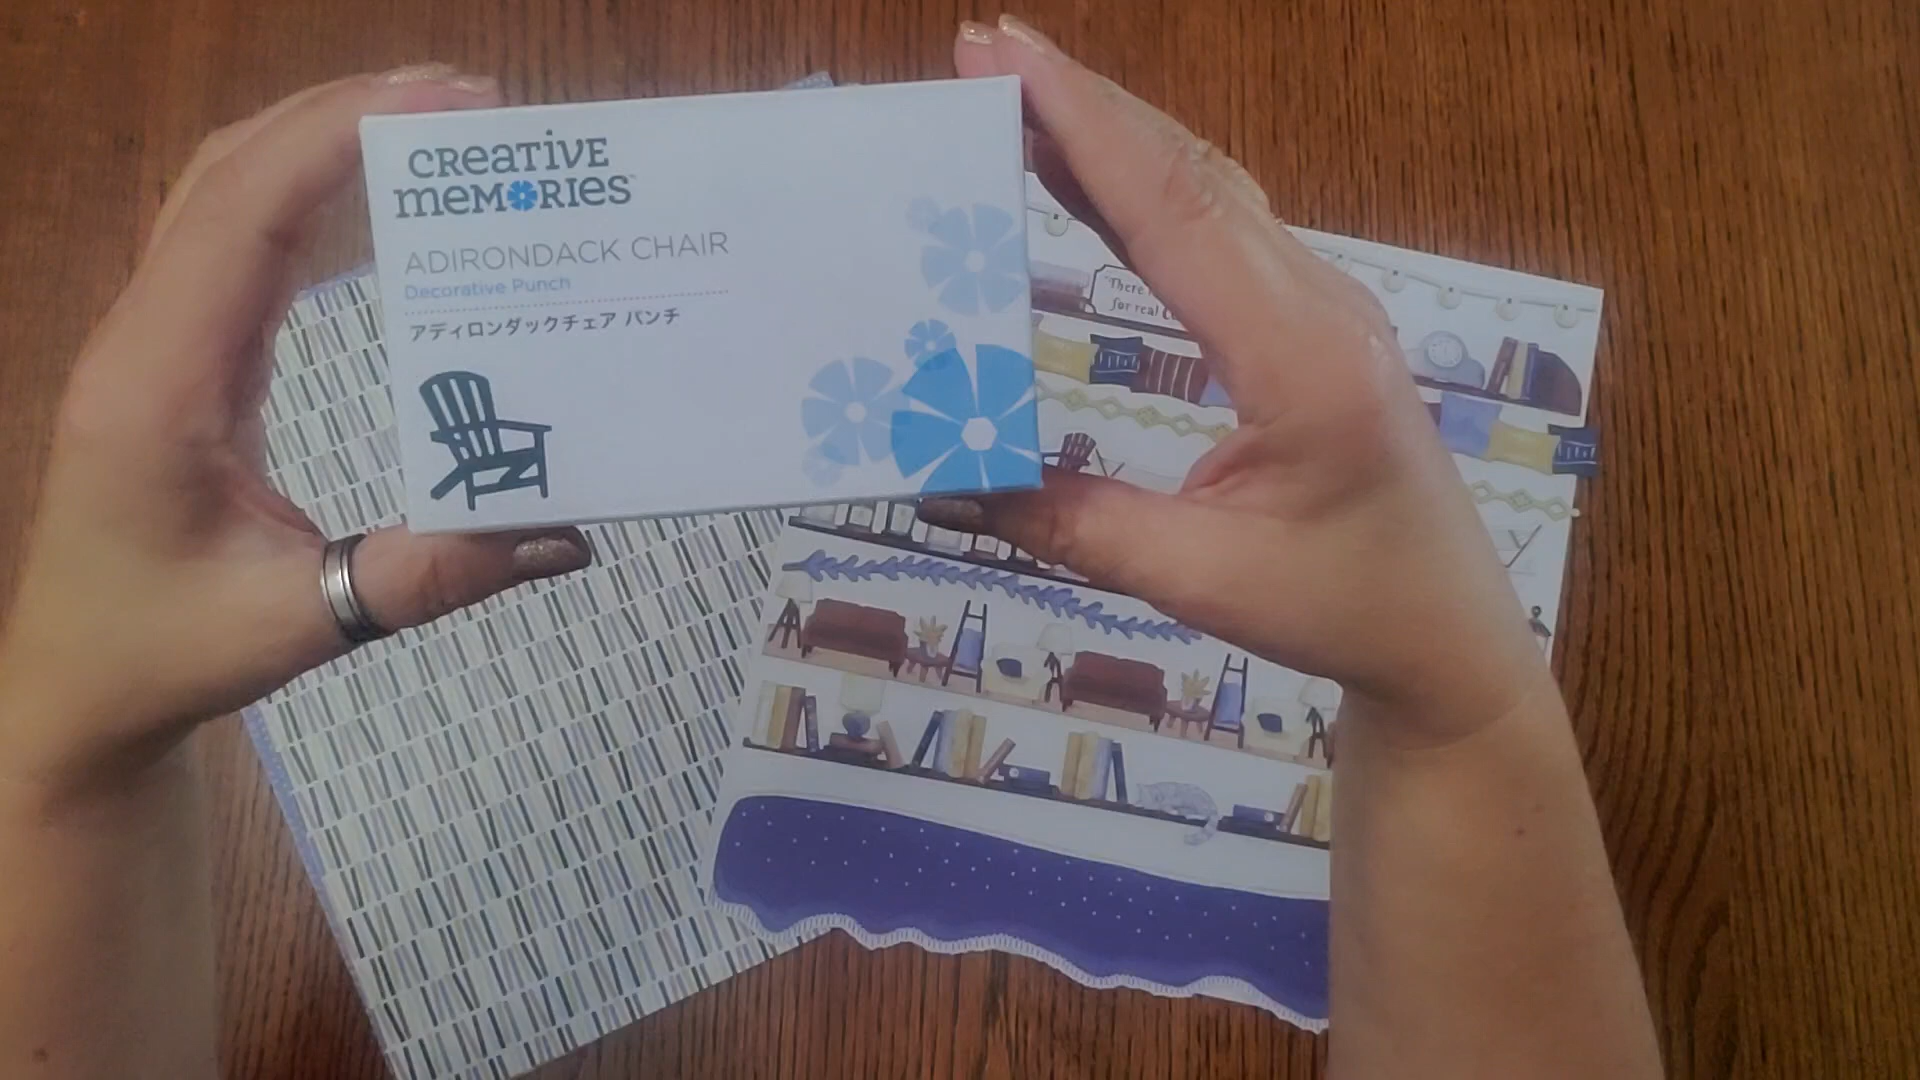 CREATIVE
MEMORIES
ADIRONDACK CHAIR
Decorative Punch
アディロンダックチェア パンチ
"There
for real